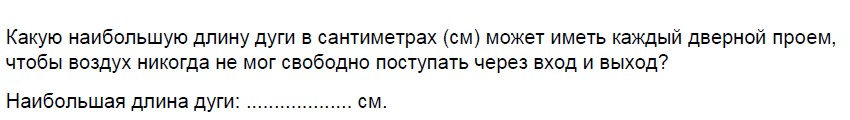 Какую наибольшую длину дуги в сантиметрах (см) может иметь каждый дверной проем,
чтобы воздух никогда не мог свободно поступать через вход и выход?
Наибольшая длина дуги: ................... см.